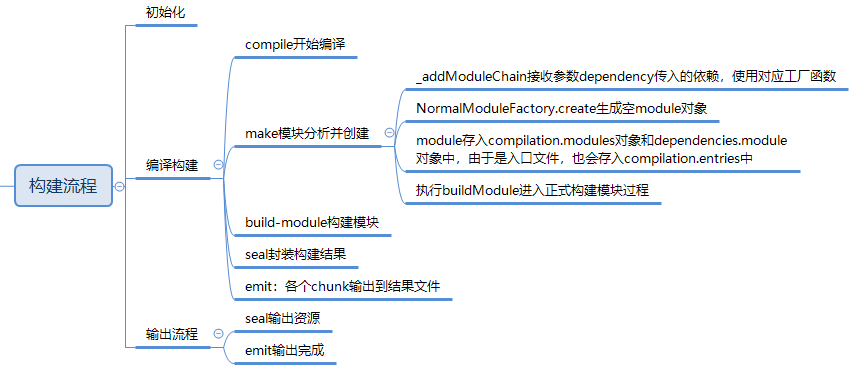 构建流程
初始化
编译构建
compile开始编译
make模块分析并创建
_addModuleChain接收参数dependency传入的依赖，使用对应工厂函数
NormalModuleFactory.create生成空module对象
module存入compilation.modules对象和dependencies.module
对象中，由于是入口文件，也会存入compilation.entries中
执行buildModule进入正式构建模块过程
build-module构建模块
seal封装构建结果
emit：各个chunk输出到结果文件
输出流程
seal输出资源
emit输出完成